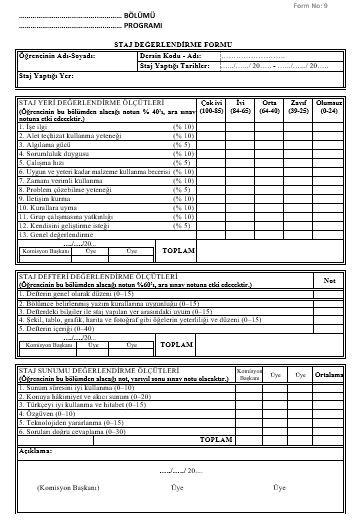 Form No: 9
................................................ BÖLÜMÜ
................................................ PROGRAMI
STAJ DEĞERLENDİRME FORMU
Öğrencinin Adı-Soyadı:
Dersin Kodu - Adı: ..........................
Staj Yaptığı Tarihler: ...../...../ 20..... - ...../...../ 20.....
Staj Yaptığı Yer:
STAJ YERİ DEĞERLENDİRME ÖLÇÜTLERİ
(Öğrencinin bu bölümden alacağı notun % 40'ı, ara sınav notuna etki edecektir.)
Çok iyi (100-85)
İyi (84-65)
Orta (64-40)
Zayıf (39-25)
Olumsuz (0-24)
1. İşe ilgi (% 10)
2. Alet teçhizat kullanma yeteneği (% 10)
3. Algılama gücü (% 5)
4. Sorumluluk duygusu (% 10)
5. Çalışma hızı (% 5)
6. Uygun ve yeteri kadar malzeme kullanma becerisi (% 10)
7. Zamanı verimli kullanma (% 10)
8. Problem çözebilme yeteneği (% 5)
9. İletişim kurma (% 10)
10. Kurallara uyma (% 10)
11. Grup çalışmasına yatkınlığı (% 10)
12. Kendisini geliştirme isteği (% 5)
13. Genel değerlendirme
...../...../20...
Komisyon Başkanı Üye Üye
TOPLAM
STAJ DEFTERİ DEĞERLENDİRME ÖLÇÜTLERİ
(Öğrencinin bu bölümden alacağı notun %60'ı, ara sınav notuna etki edecektir.)
Not
1. Defterin genel olarak düzeni (0–15)
2. Bölümce belirlenmiş yazım kurallarına uygunluğu (0–15)
3. Defterdeki bilgiler ile staj yapılan yer arasındaki uyum (0–15)
4. Şekil, tablo, grafik, harita ve fotoğraf gibi öğelerin yeterliliği ve düzeni (0–15)
5. Defterin içeriği (0–40)
...../...../20...
Komisyon Başkanı Üye Üye
TOPLAM
STAJ SUNUMU DEĞERLENDİRME ÖLÇÜTLERİ
(Öğrencinin bu bölümden alacağı not, yarıyıl sonu sınav notu olacaktır.)
Komisyon Başkanı
Üye
Üye
Ortalama
1. Sunum süresini iyi kullanma (0–10)
2. Konuya hâkimiyet ve akıcı sunum (0–20)
3. Türkçeyi iyi kullanma ve hitabet (0–15)
4. Özgüven (0–10)
5. Teknolojiden yararlanma (0–15)
6. Soruları doğru cevaplama (0–30)
TOPLAM
Açıklama:
...../...../ 20....
(Komisyon Başkanı) Üye Üye